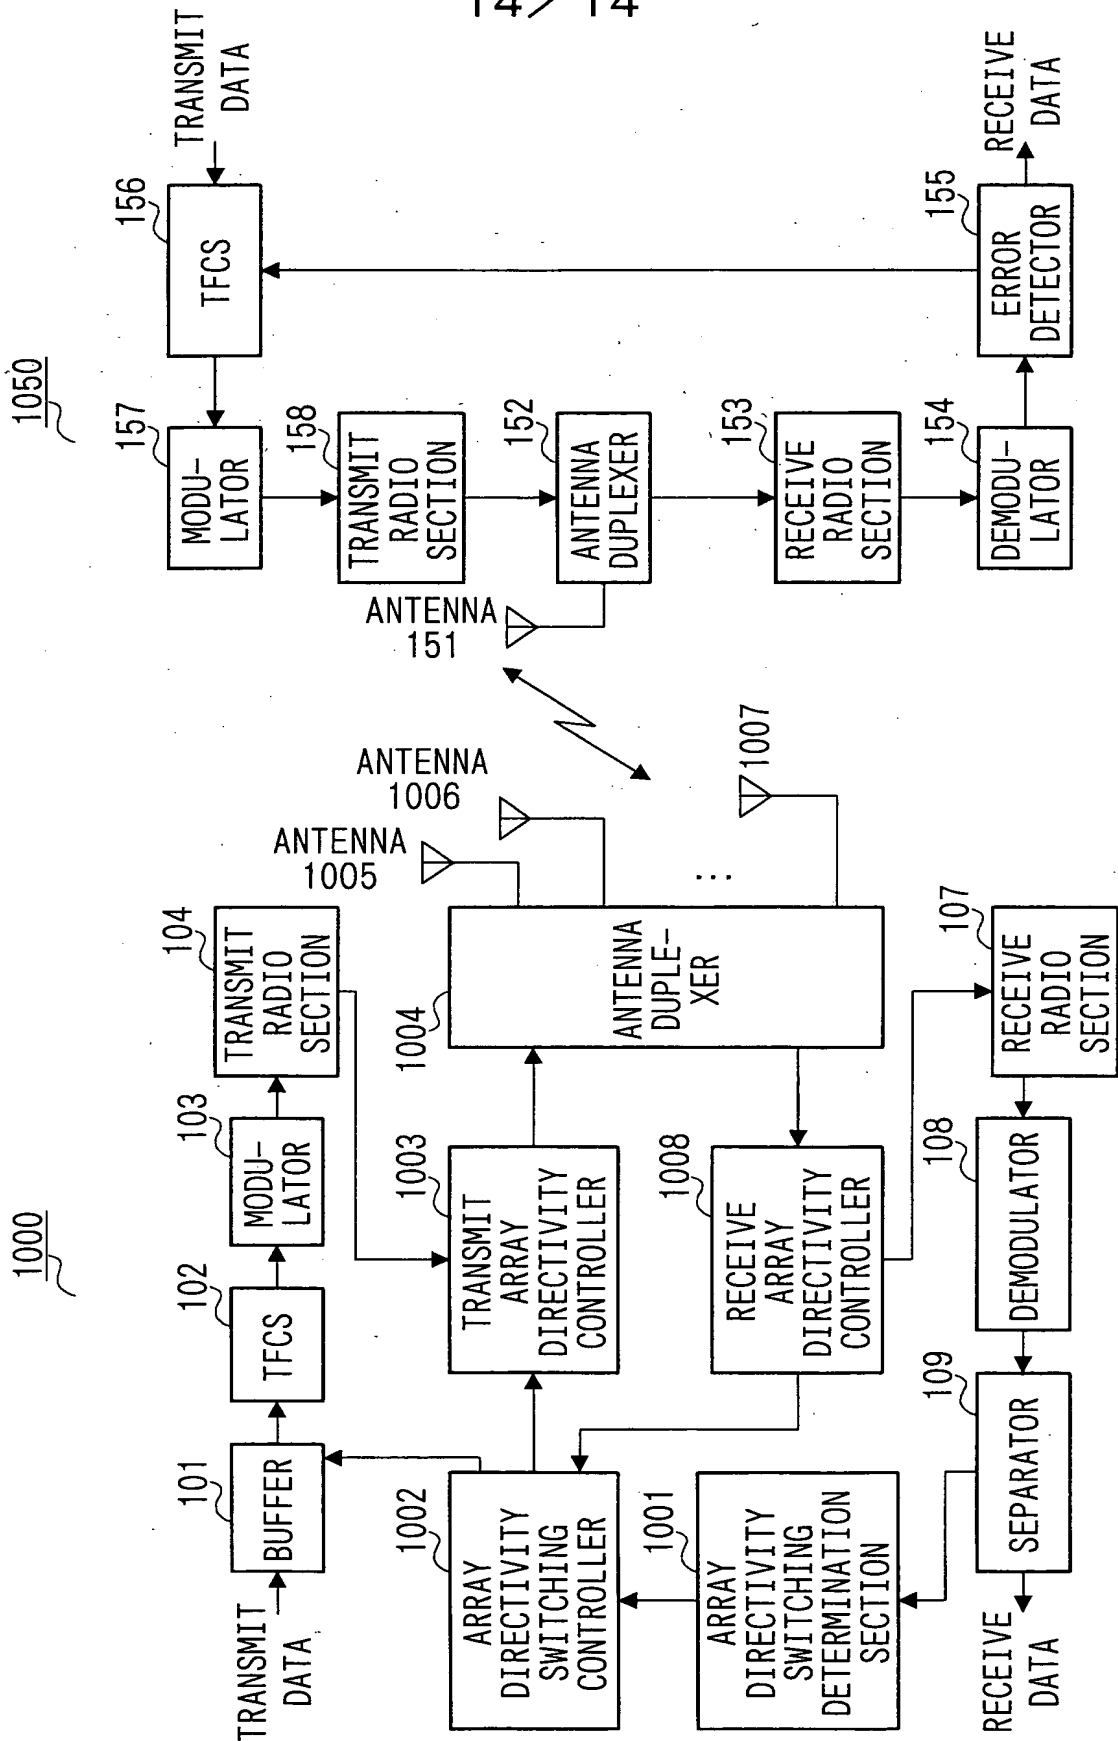 14/14
1000
TRANSMIT
DATA
101
BUFFER
102
TFCS
103
MODU-
LATOR
104
TRANSMIT
RADIO
SECTION
1002
ARRAY
DIRECTIVITY
SWITCHING
CONTROLLER
1003
TRANSMIT
ARRAY
DIRECTIVITY
CONTROLLER
1004
ANTENNA
DUPLE-
XER
ANTENNA
1005
ANTENNA
1006
...
1007
1001
ARRAY
DIRECTIVITY
SWITCHING
DETERMINATION
SECTION
1008
RECEIVE
ARRAY
DIRECTIVITY
CONTROLLER
RECEIVE
DATA
109
SEPARATOR
108
DEMODULATOR
107
RECEIVE
RADIO
SECTION
1050
157
MODU-
LATOR
156
TFCS
TRANSMIT
DATA
158
TRANSMIT
RADIO
SECTION
ANTENNA
151
152
ANTENNA
DUPLEXER
153
RECEIVE
RADIO
SECTION
154
DEMODU-
LATOR
155
ERROR
DETECTOR
RECEIVE
DATA